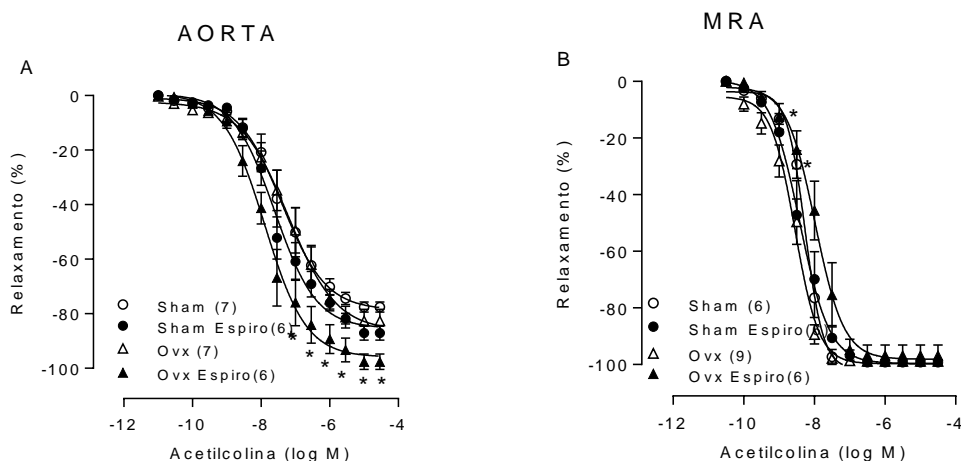 AORTA
A
Relaxamento (%)
0
-20
-40
-60
-80
-100
Sham (7)
Sham Espiro(6)
Ovx (7)
Ovx Espiro(6)
* * * * * *
-12 -10 -8 -6 -4
Acetilcolina (log M)
MRA
B
Relaxamento (%)
0
-20
-40
-60
-80
-100
*
*
Sham (6)
Sham Espiro
Ovx (9)
Ovx Espiro(6)
-12 -10 -8 -6 -4
Acetilcolina (log M)